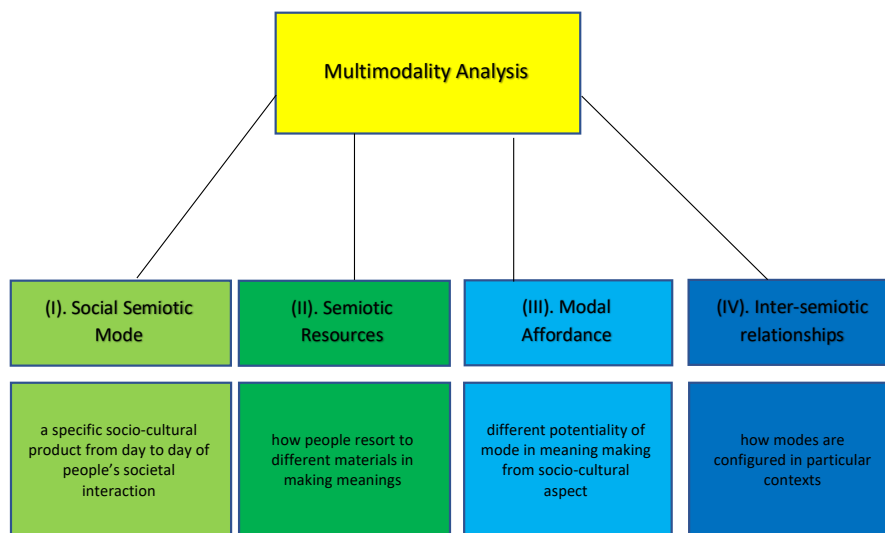 Multimodality Analysis
(I). Social Semiotic
Mode
(II). Semiotic
Resources
(III). Modal
Affordance
(IV). Inter-semiotic
relationships
a specific socio-cultural
product from day to day of
people's societal
interaction
how people resort to
different materials in
making meanings
different potentiality of
mode in meaning making
from socio-cultural
aspect
how modes are
configured in particular
contexts